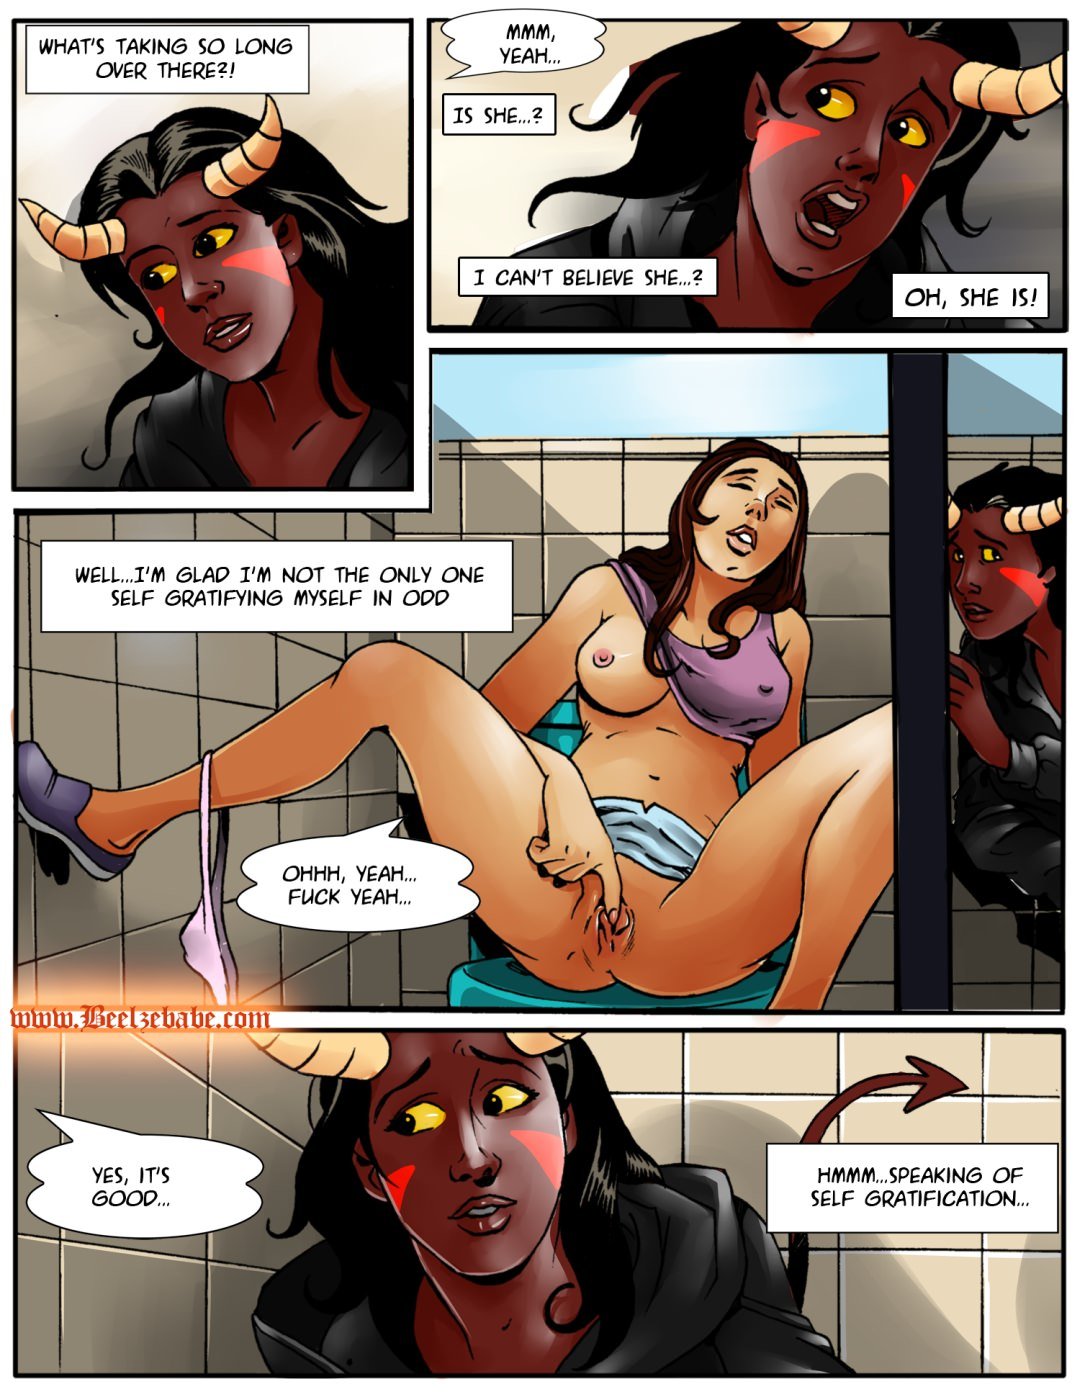 WHAT'S TAKING SO LONG
OVER THERE?!
MMM,
YEAH...
IS SHE...?
I CAN'T BELIEVE SHE...?
OH, SHE IS!
WELL...I'M GLAD I'M NOT THE ONLY ONE
SELF GRATIFYING MYSELF IN ODD
OHHH, YEAH...
FUCK YEAH...
www.Beelzebabe.com
YES, IT'S
GOOD...
HMMM...SPEAKING OF
SELF GRATIFICATION...